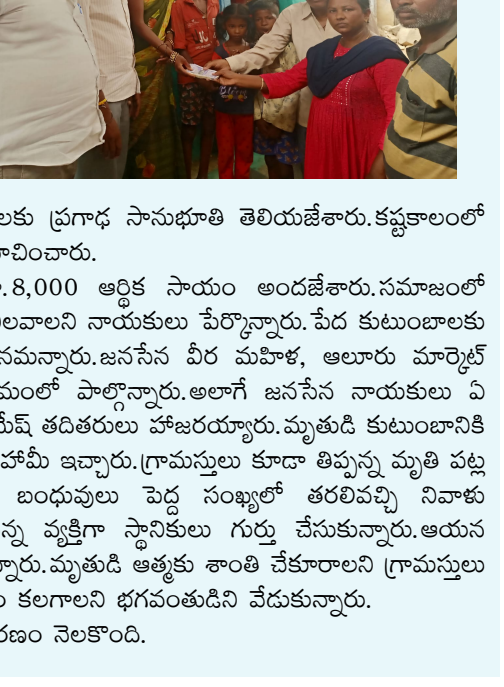 లకు ప్రగాఢ సానుభూతి తెలియజేశారు.కష్టకాలంలో
చించారు.
8,000 ఆర్థిక సాయం అందజేశారు.సమాజంలో
లవాలని నాయకులు పేర్కొన్నారు.పేద కుటుంబాలకు
నమన్నారు.జనసేన వీర మహిళ, ఆలూరు మార్కెట్
మంలో పాల్గొన్నారు.అలాగే జనసేన నాయకులు ఏ
మేష్ తదితరులు హాజరయ్యారు.మృతుడి కుటుంబానికి
హామీ ఇచ్చారు.గ్రామస్తులు కూడా తిప్పన్న మృతి పట్ల
బంధువులు పెద్ద సంఖ్యలో తరలివచ్చి నివాళు
న్న వ్యక్తిగా స్థానికులు గుర్తు చేసుకున్నారు.ఆయన
న్నారు.మృతుడి ఆత్మకు శాంతి చేకూరాలని గ్రామస్తులు
కలగాలని భగవంతుడిని వేడుకున్నారు.
రణం నెలకొంది.